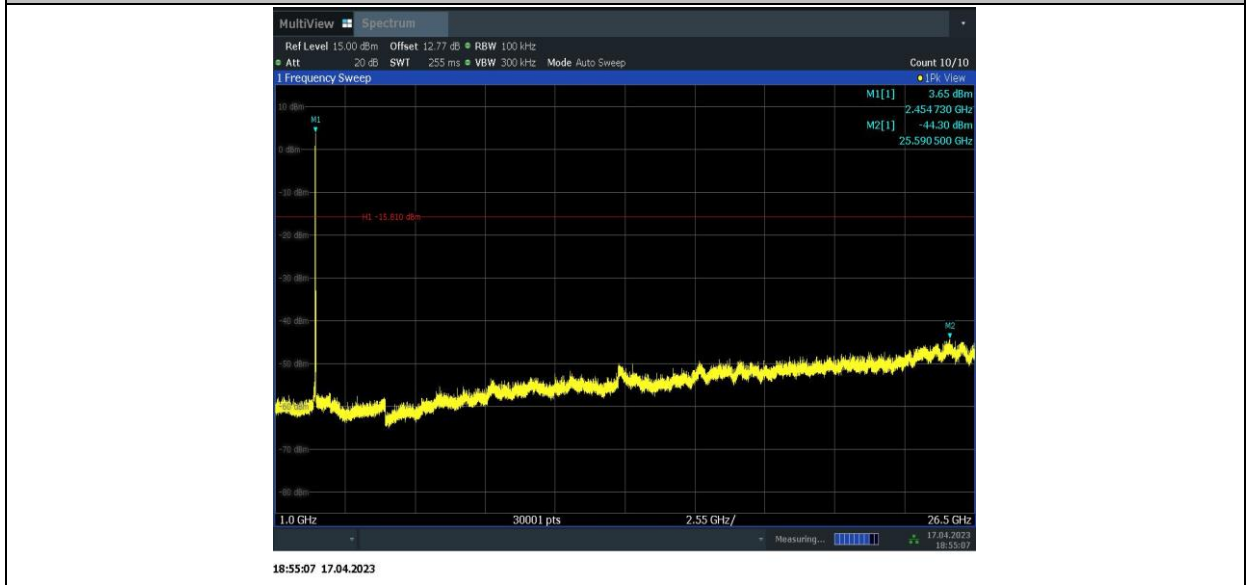 MultiView Spectrum
Ref Level 15.00 dBm Offset 12.77 dB RBW 100 kHz
Att 20 dB SWT 255 ms VBW 300 kHz Mode Auto Sweep Count 10/10
1 Frequency Sweep 1Pk View
M1[1] 3.65 dBm
2.454 730 GHz
M2[1] -44.30 dBm
25.590 500 GHz
10 dBm
M1
0 dBm
-10 dBm
H1 -15.810 dBm
-20 dBm
-30 dBm
-40 dBm
M2
-50 dBm
-60 dBm
-70 dBm
-80 dBm
1.0 GHz 30001 pts 2.55 GHz/ 26.5 GHz
Measuring... 17.04.2023
18:55:07
18:55:07 17.04.2023